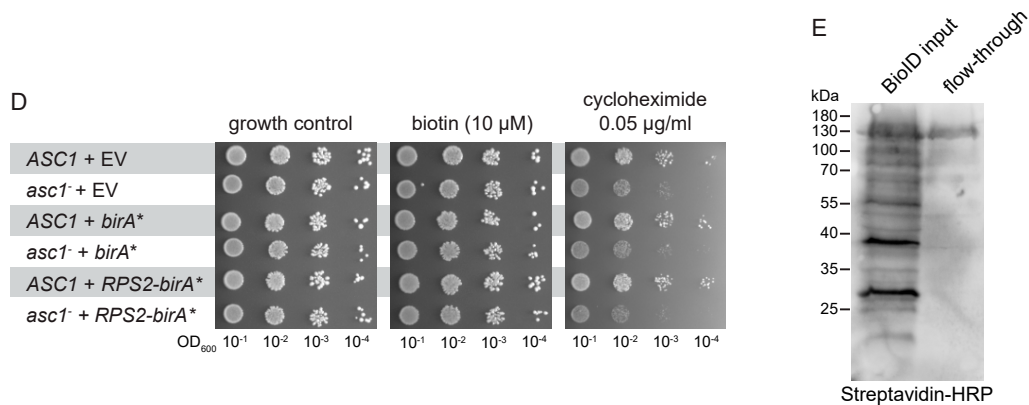 D
growth control biotin (10 µM) cycloheximide
0.05 µg/ml
ASC1 + EV
asc1⁻ + EV
ASC1 + birA*
asc1⁻ + birA*
ASC1 + RPS2-birA*
asc1⁻ + RPS2-birA*
OD₆₀₀ 10⁻¹ 10⁻² 10⁻³ 10⁻⁴ 10⁻¹ 10⁻² 10⁻³ 10⁻⁴ 10⁻¹ 10⁻² 10⁻³ 10⁻⁴
E
BioID input
flow-through
kDa
180
130
100
70
55
40
35
25
Streptavidin-HRP